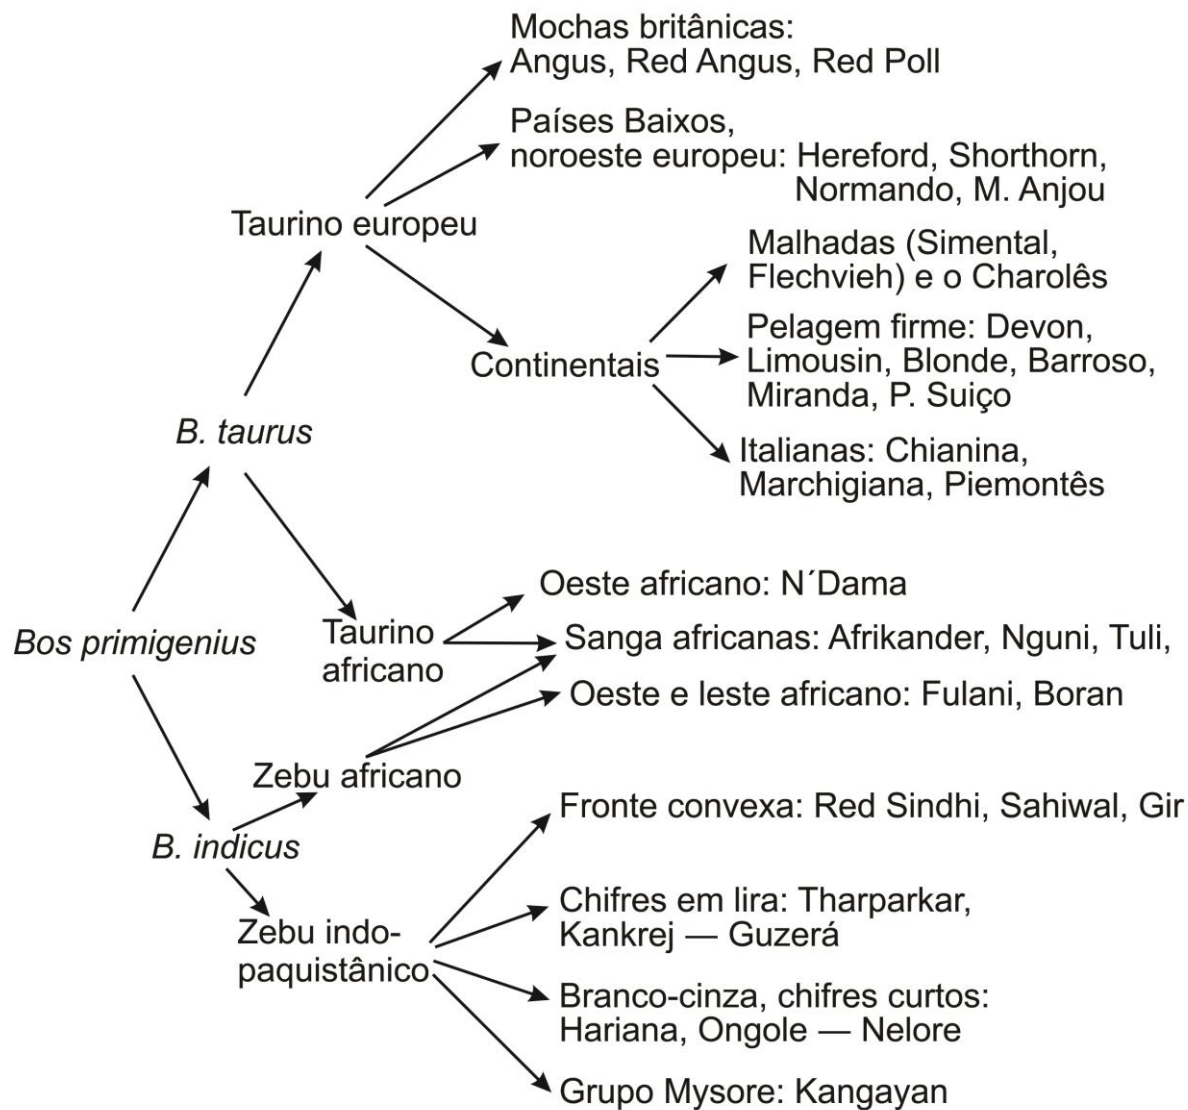 Mochas britânicas:
Angus, Red Angus, Red Poll
Países Baixos,
noroeste europeu: Hereford, Shorthorn,
Normando, M. Anjou
Taurino europeu
Malhadas (Simental,
Flechvieh) e o Charolês
Continentais
Pelagem firme: Devon,
Limousin, Blonde, Barroso,
Miranda, P. Suiço
Italianas: Chianina,
Marchigiana, Piemontês
B. taurus
Bos primigenius
Taurino
africano
Oeste africano: N´Dama
Sanga africanas: Afrikander, Nguni, Tuli,
Oeste e leste africano: Fulani, Boran
Zebu africano
B. indicus
Zebu indo-
paquistânico
Fronte convexa: Red Sindhi, Sahiwal, Gir
Chifres em lira: Tharparkar,
Kankrej — Guzerá
Branco-cinza, chifres curtos:
Hariana, Ongole — Nelore
Grupo Mysore: Kangayan